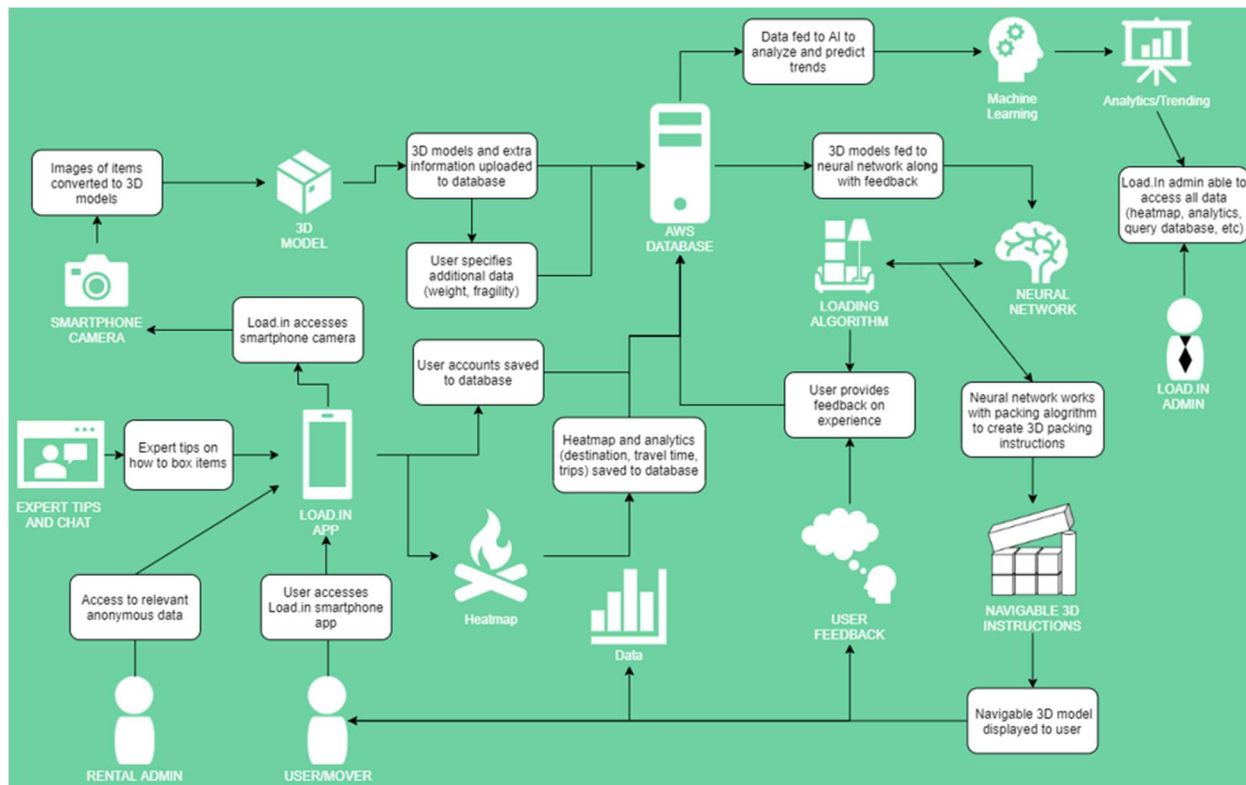 Data fed to AI to
analyze and predict
trends
Machine
Learning
Analytics/Trending
Images of items
converted to 3D
models
3D
MODEL
3D models and extra
information uploaded
to database
AWS
DATABASE
3D models fed to
neural network along
with feedback
Load.In admin able to
access all data
(heatmap, analytics,
query database, etc)
SMARTPHONE
CAMERA
User specifies
additional data
(weight, fragility)
LOADING
ALGORITHM
NEURAL
NETWORK
Load.in accesses
smartphone camera
User accounts saved
to database
User provides
feedback on
experience
Neural network works
with packing alogrithm
to create 3D packing
instructions
LOAD.IN
ADMIN
EXPERT TIPS
AND CHAT
Expert tips on
how to box items
LOAD.IN
APP
Heatmap and analytics
(destination, travel time,
trips) saved to database
Access to relevant
anonymous data
User accesses
Load.in smartphone
app
Heatmap
Data
USER
FEEDBACK
NAVIGABLE 3D
INSTRUCTIONS
Navigable 3D model
displayed to user
RENTAL ADMIN
USER/MOVER